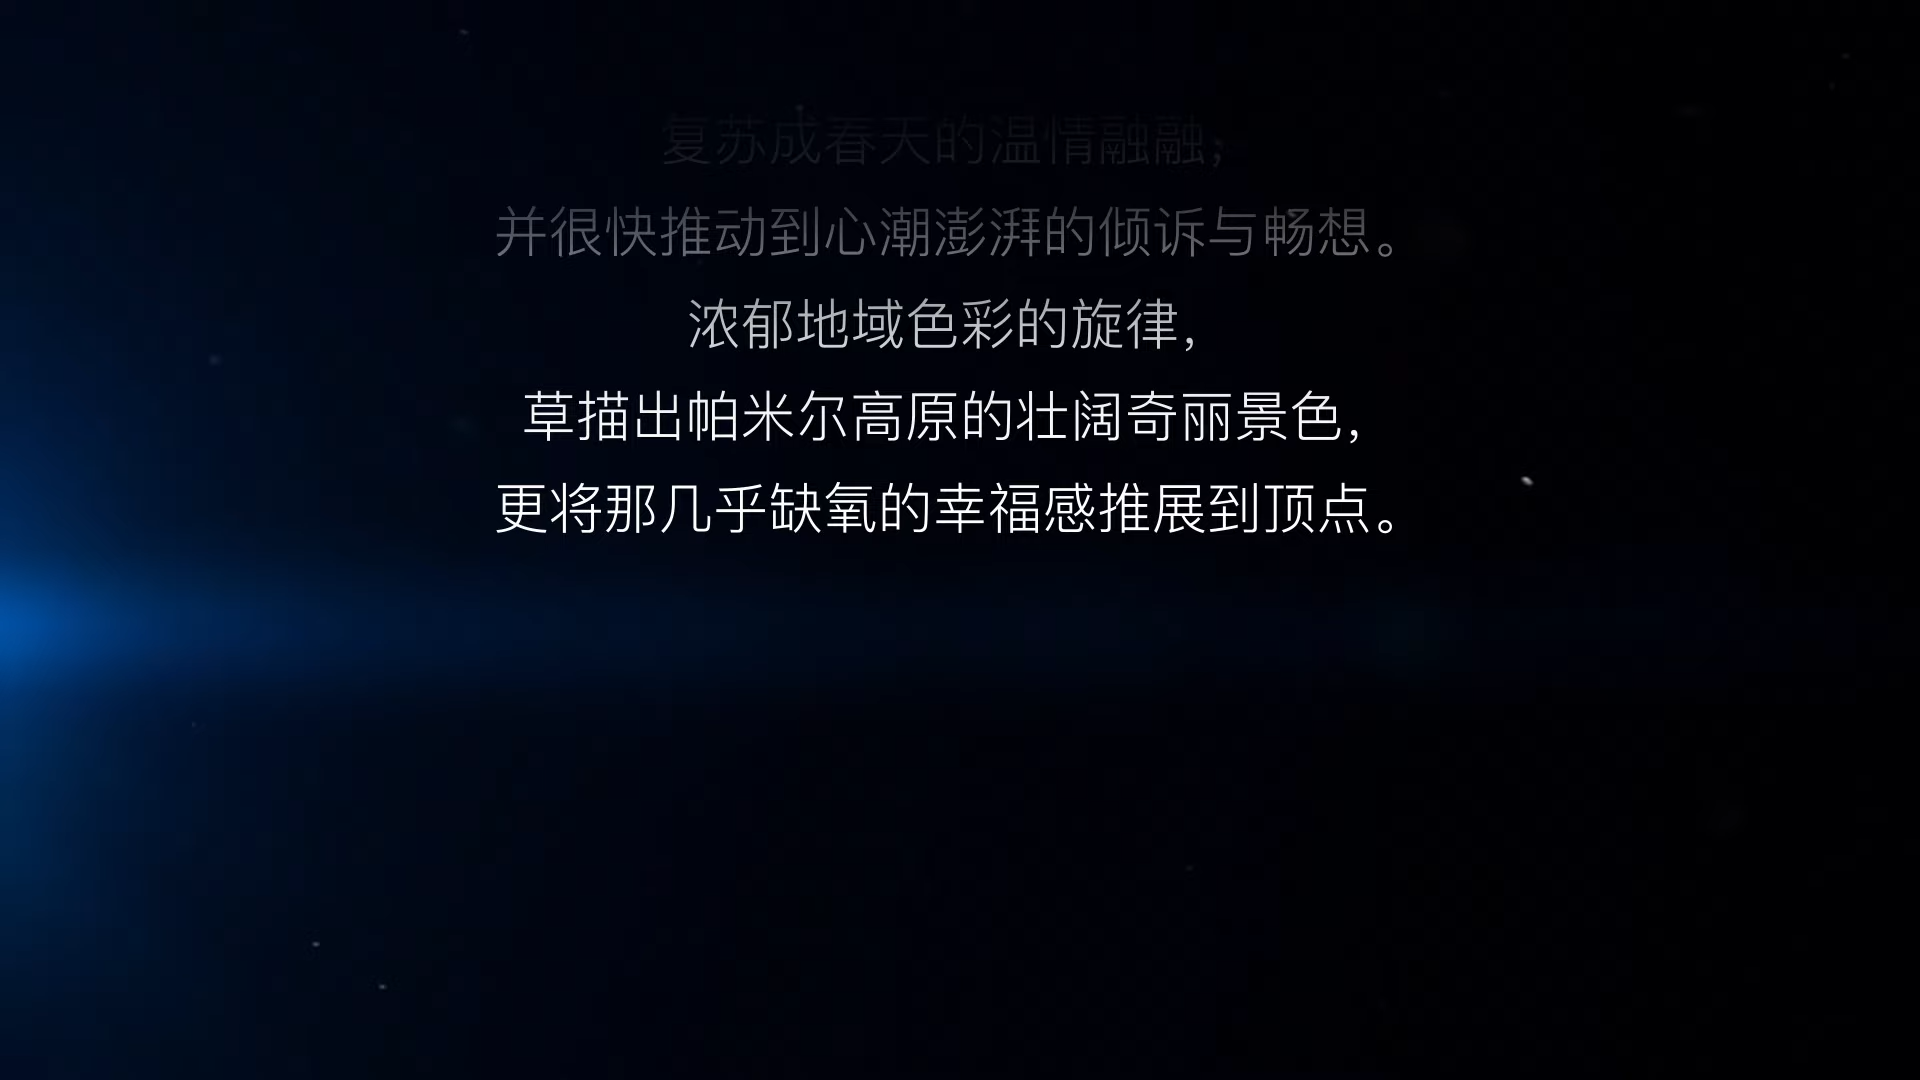 复苏成春天的温情融融；
并很快推动到心潮澎湃的倾诉与畅想。
浓郁地域色彩的旋律，
草描出帕米尔高原的壮阔奇丽景色，
更将那几乎缺氧的幸福感推展到顶点。